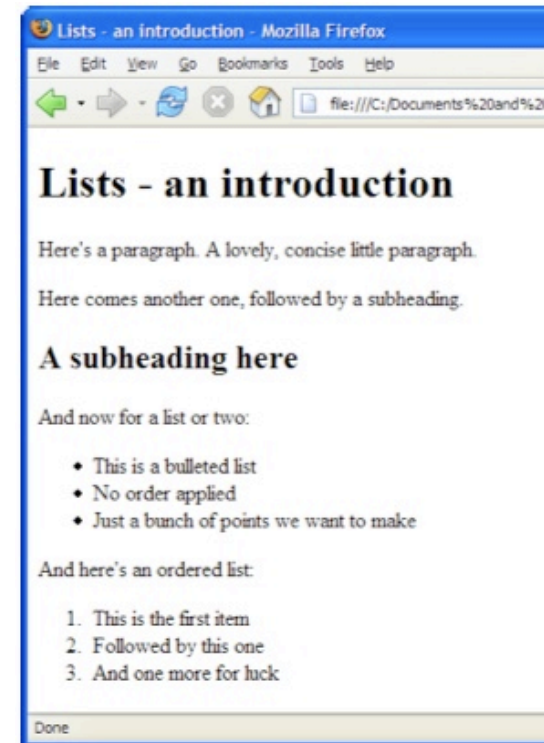 Lists - an introduction - Mozilla Firefox
File Edit View Go Bookmarks Tools Help
file:///C:/Documents%20and%2
Lists - an introduction
Here's a paragraph. A lovely, concise little paragraph.
Here comes another one, followed by a subheading.
A subheading here
And now for a list or two:
• This is a bulleted list
• No order applied
• Just a bunch of points we want to make
And here's an ordered list:
1. This is the first item
2. Followed by this one
3. And one more for luck
Done